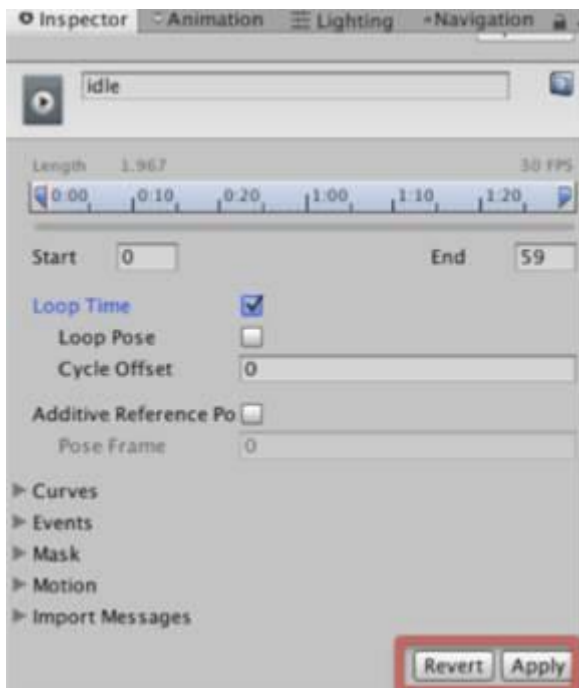 Inspector Animation Lighting Navigation
idle
Length 1.967 30 FPS
0:00 0:10 0:20 1:00 1:10 1:20
Start 0 End 59
Loop Time
Loop Pose
Cycle Offset 0
Additive Reference Po
Pose Frame 0
Curves
Events
Mask
Motion
Import Messages
Revert Apply